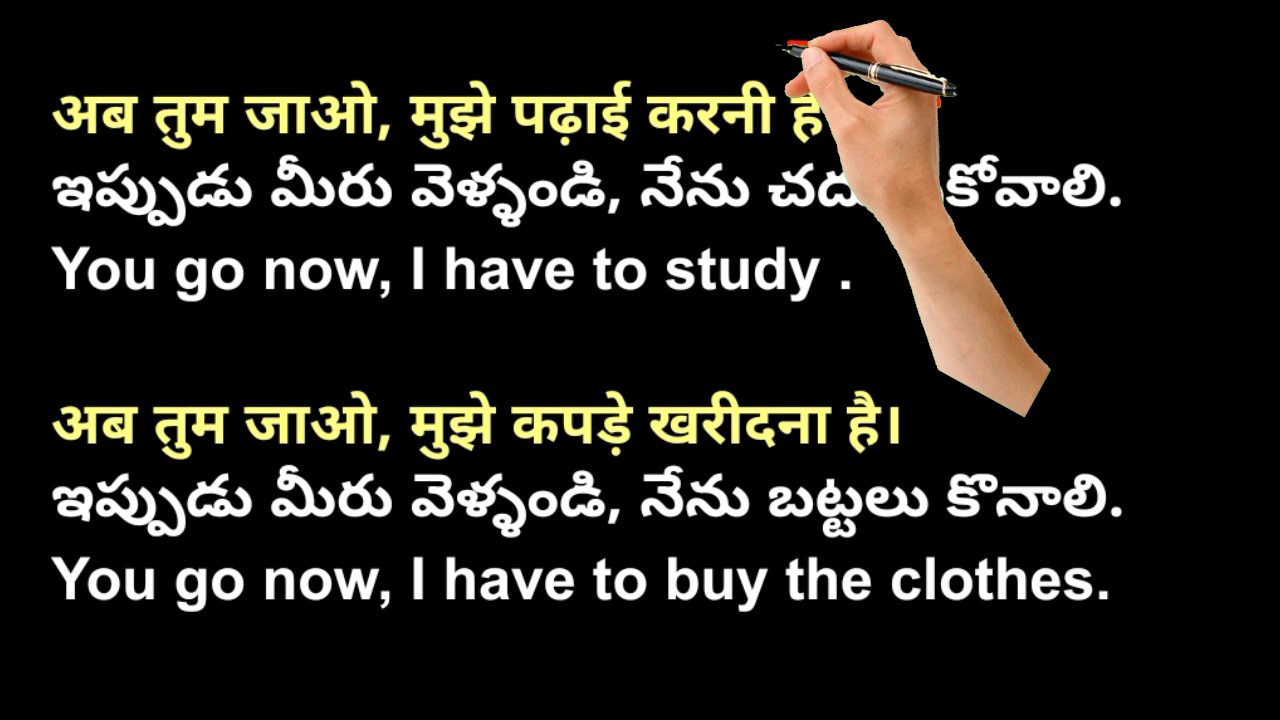 अब तुम जाओ, मुझे पढ़ाई करनी है
ఇప్పుడు మీరు వెళ్ళండి, నేను కోవాలి.
You go now, I have to study .
अब तुम जाओ, मुझे कपड़े खरीदना है।
ఇప్పుడు మీరు వెళ్ళండి, నేను బట్టలు కొనాలి.
You go now, I have to buy the clothes.